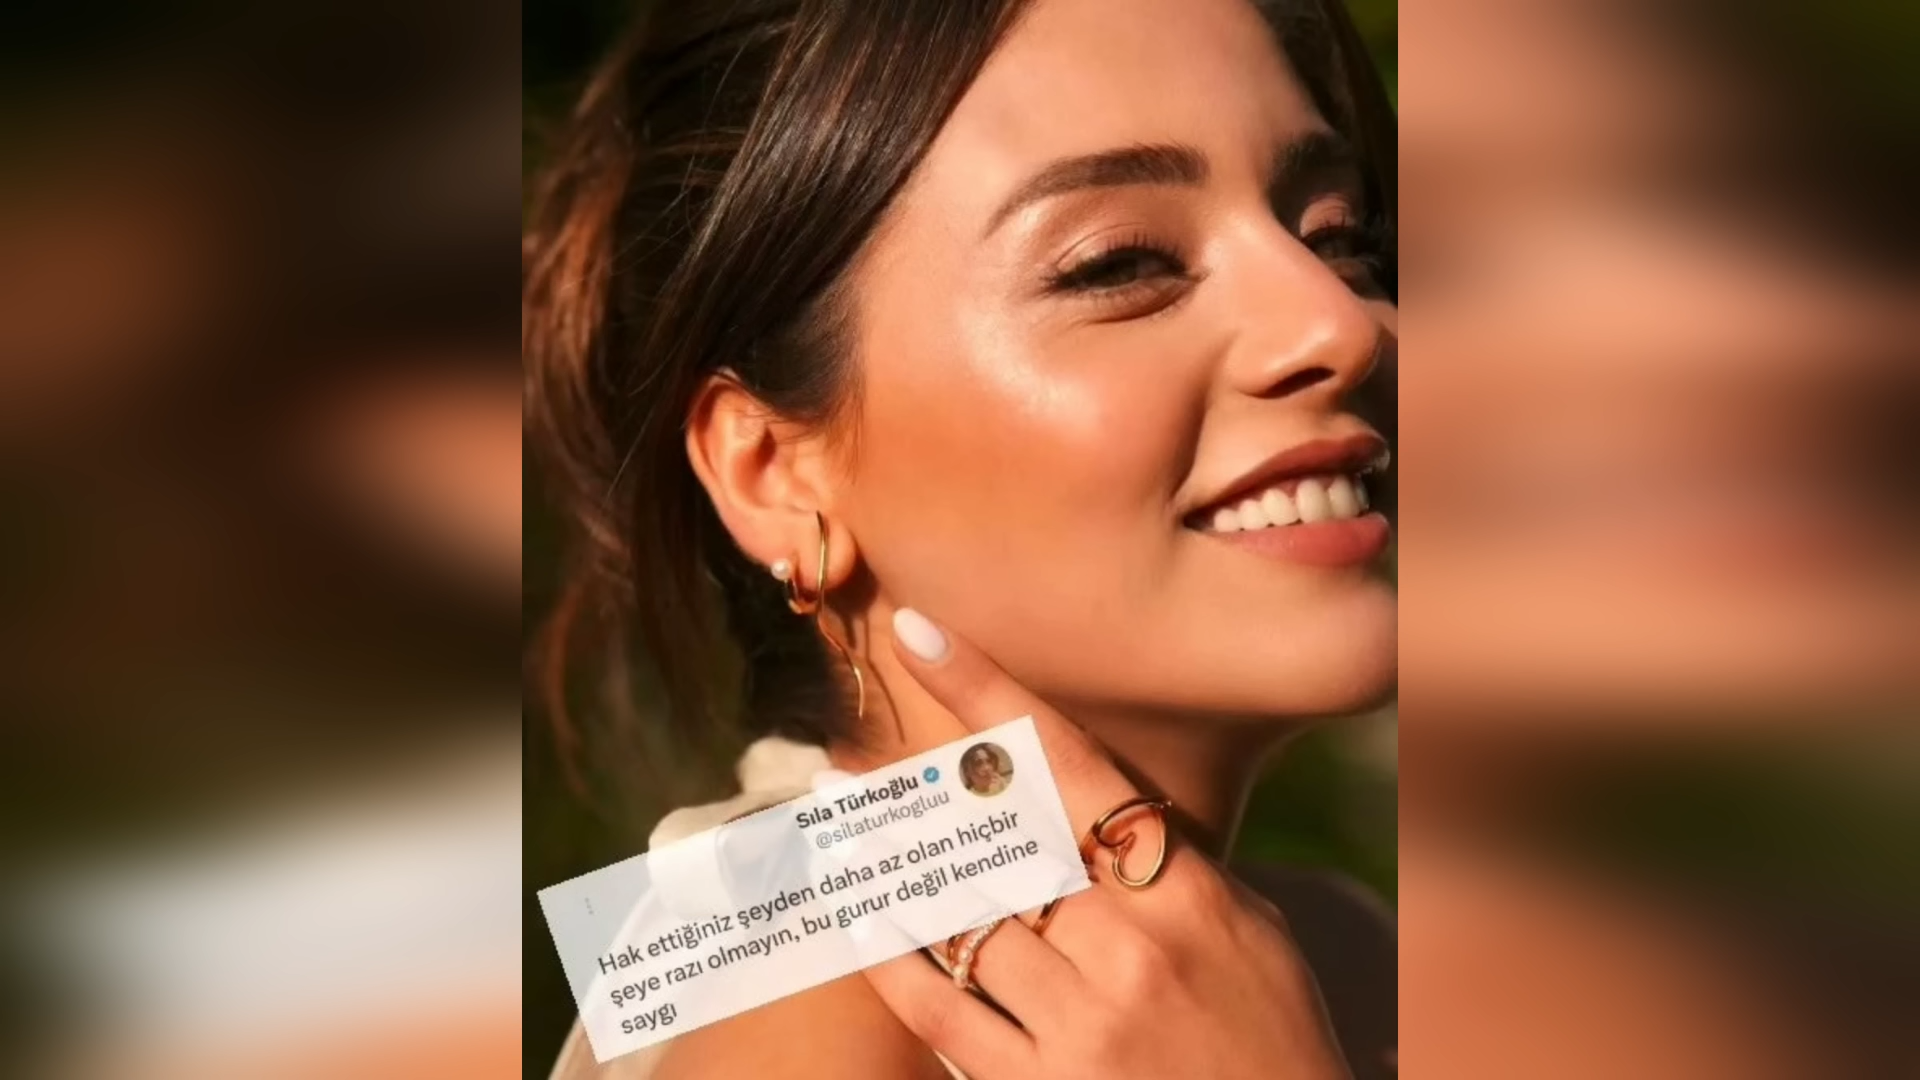 Sıla Türkoğlu
@silaturkogluu
Hak ettiğiniz şeyden daha az olan hiçbir
şeye razı olmayın, bu gurur değil kendine
saygı